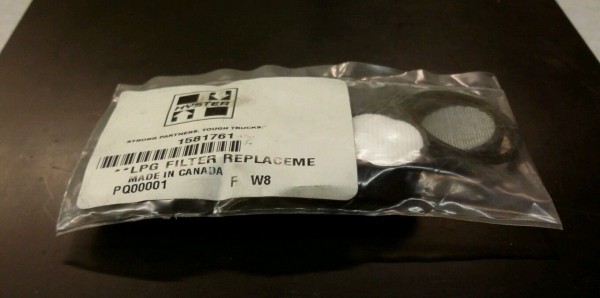 HYSTER
STRONG PARTNERS. TOUGH TRUCKS.
1581761
**LPG FILTER REPLACEME
MADE IN CANADA
PQ00001 F W8